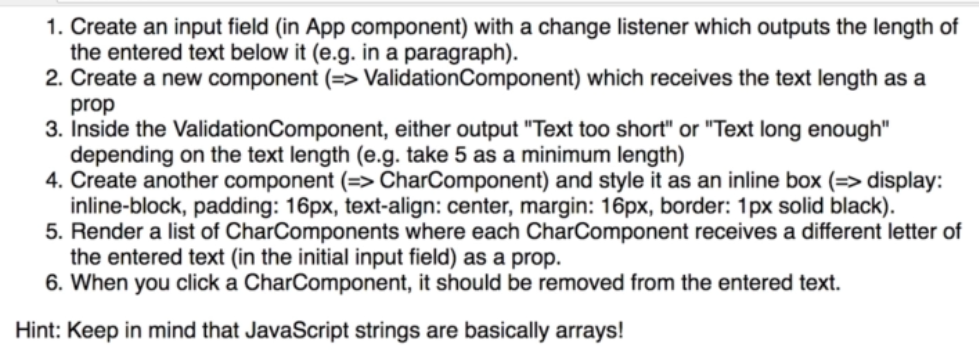 1. Create an input field (in App component) with a change listener which outputs the length of
the entered text below it (e.g. in a paragraph).
2. Create a new component (=> ValidationComponent) which receives the text length as a
prop
3. Inside the ValidationComponent, either output "Text too short" or "Text long enough"
depending on the text length (e.g. take 5 as a minimum length)
4. Create another component (=> CharComponent) and style it as an inline box (=> display:
inline-block, padding: 16px, text-align: center, margin: 16px, border: 1px solid black).
5. Render a list of CharComponents where each CharComponent receives a different letter of
the entered text (in the initial input field) as a prop.
6. When you click a CharComponent, it should be removed from the entered text.
Hint: Keep in mind that JavaScript strings are basically arrays!